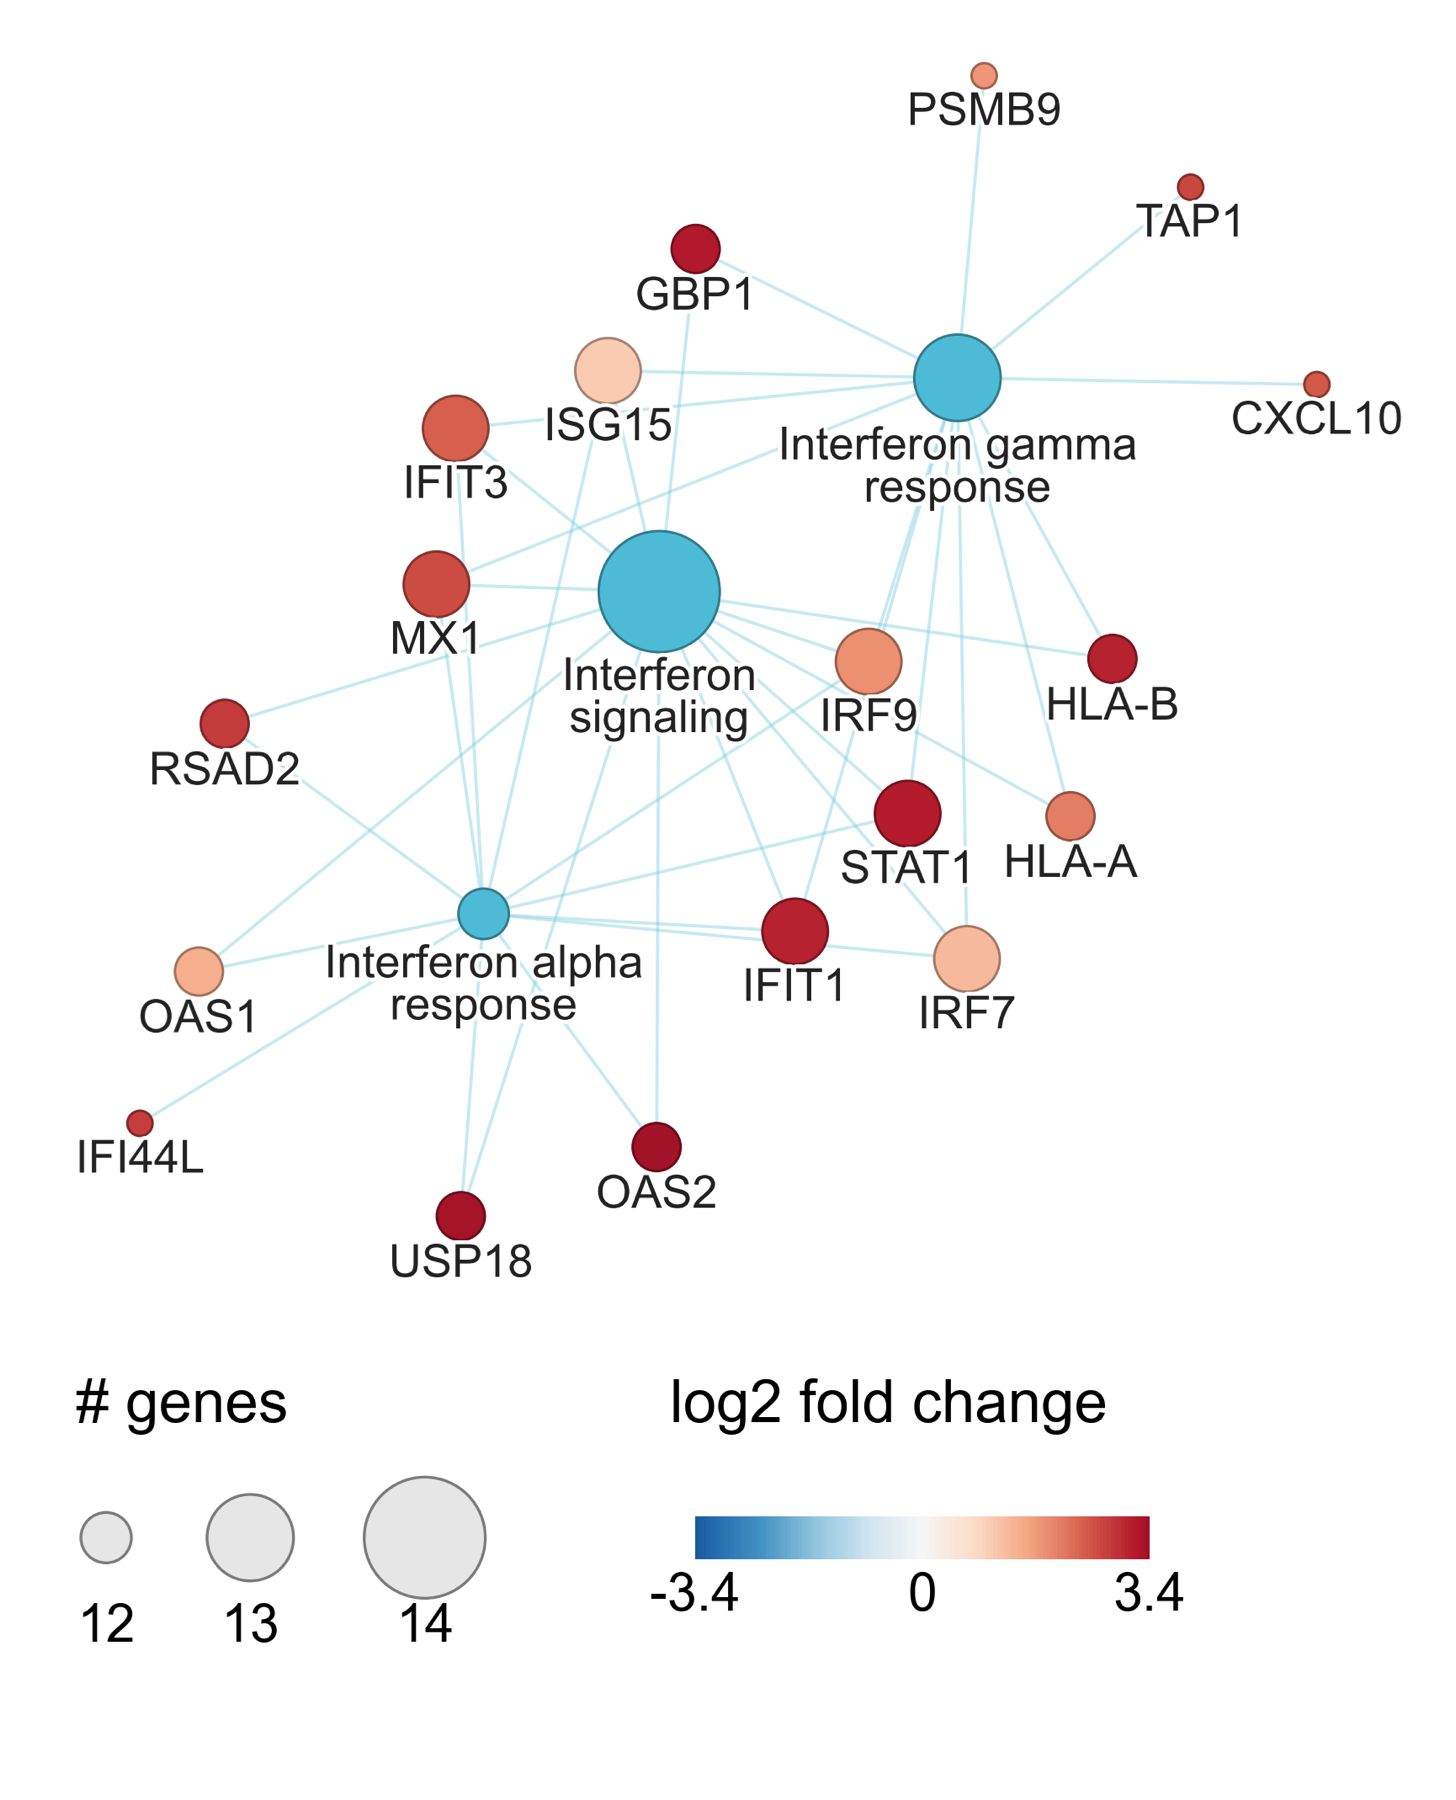 PSMB9
TAP1
GBP1
ISG15
CXCL10
Interferon gamma
response
IFIT3
MX1
Interferon
signaling
IRF9
HLA-B
RSAD2
STAT1
HLA-A
Interferon alpha
response
IFIT1
IRF7
OAS1
IFI44L
OAS2
USP18
# genes
12
13
14
log2 fold change
-3.4
0
3.4